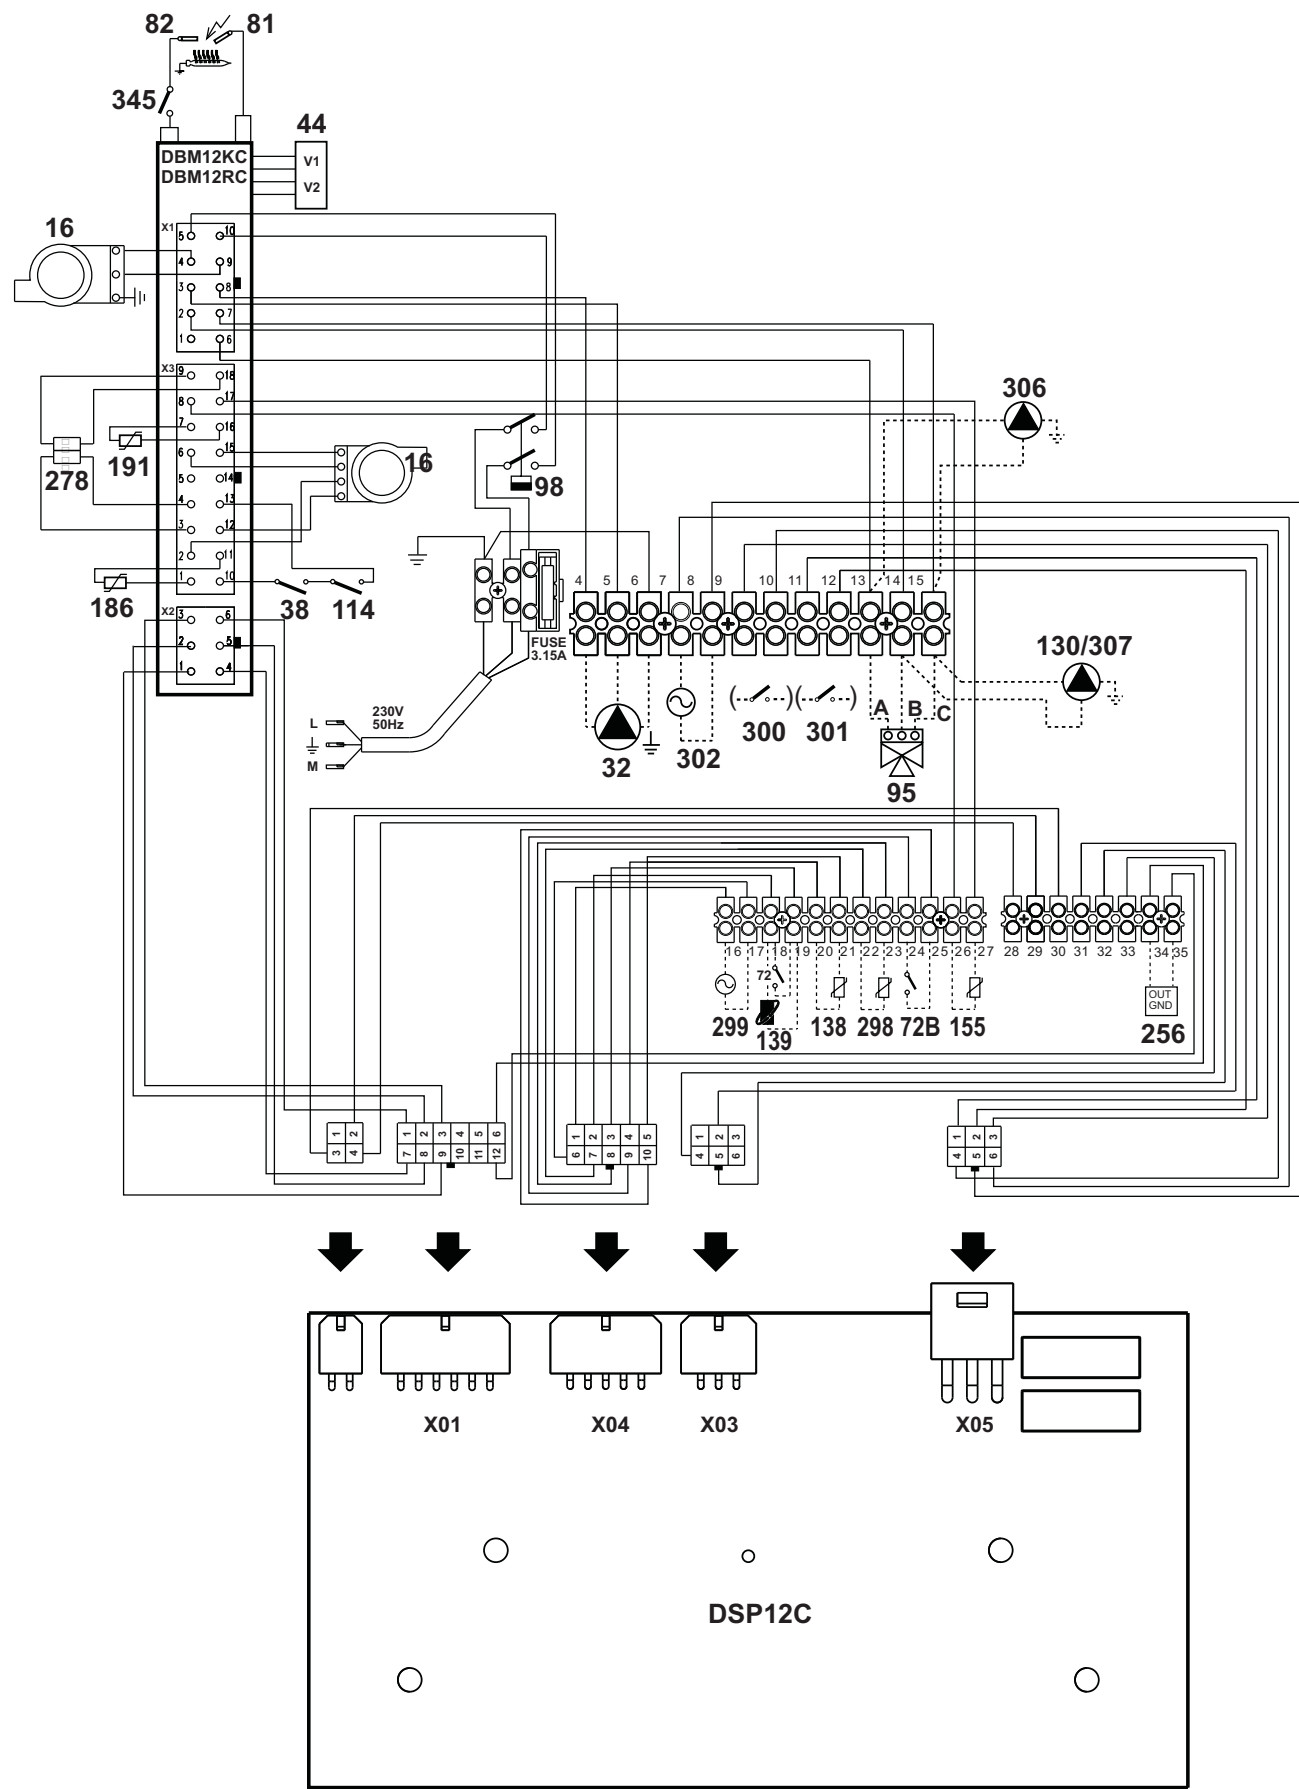 82 81
345
44
DBM12KC
DBM12RC
V1
V2
16
X1
5 10
4 9
3 8
2 7
1 6
X3
9 18
8 17
7 16
6 15
5 14
4 13
3 12
2 11
1 10
191
278
16
186
38 114
98
306
X2
3 6
2 5
1 4
4 5 6 7 8 9 10 11 12 13 14 15
FUSE
3.15A
130/307
230V
50Hz
L
M
32
302
( )( )
300 301
A B C
95
16 17 18 19 20 21 22 23 24 25 26 27 28 29 30 31 32 33 34 35
72
OUT
GND
299 139 138 298 72B 155 256
1 2
3 4
1 2 3 4 5 6
7 8 9 10 11 12
1 2 3 4 5
6 7 8 9 10
1 2 3
4 5 6
1 2 3
4 5 6
X01 X04 X03 X05
DSP12C